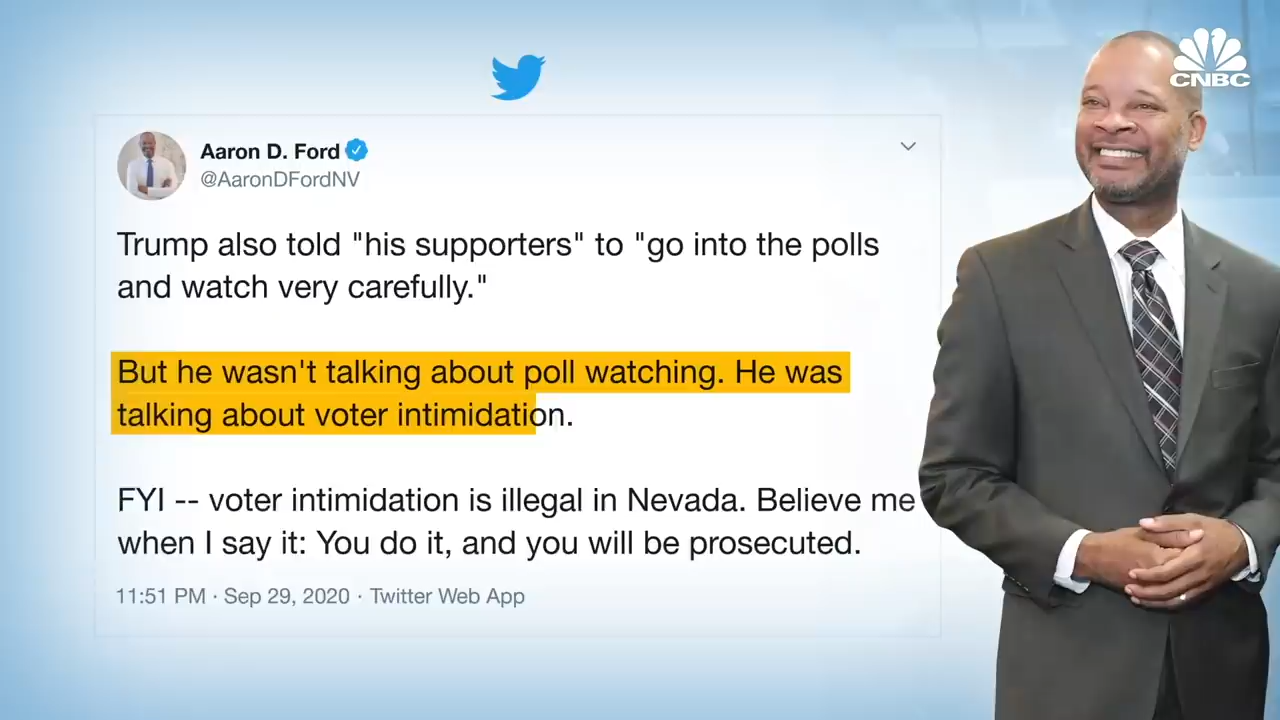 CNBC
Aaron D. Ford
@AaronDFordNV
Trump also told "his supporters" to "go into the polls
and watch very carefully."
But he wasn't talking about poll watching. He was
talking about voter intimidation.
FYI -- voter intimidation is illegal in Nevada. Believe me
when I say it: You do it, and you will be prosecuted.
11:51 PM · Sep 29, 2020 · Twitter Web App